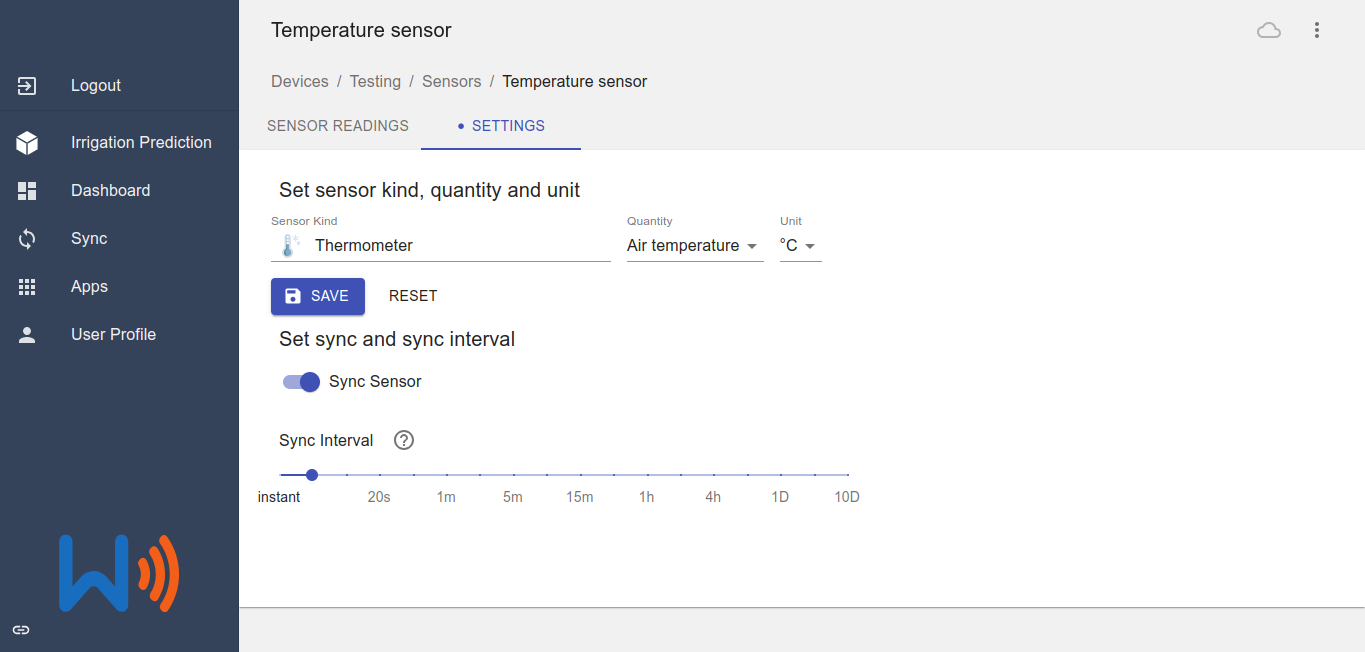 Temperature sensor
Logout
Irrigation Prediction
Dashboard
Sync
Apps
User Profile
Devices / Testing / Sensors / Temperature sensor
SENSOR READINGS • SETTINGS
Set sensor kind, quantity and unit
Sensor Kind Quantity Unit
Thermometer Air temperature °C
SAVE RESET
Set sync and sync interval
Sync Sensor
Sync Interval ?
instant 20s 1m 5m 15m 1h 4h 1D 10D
W